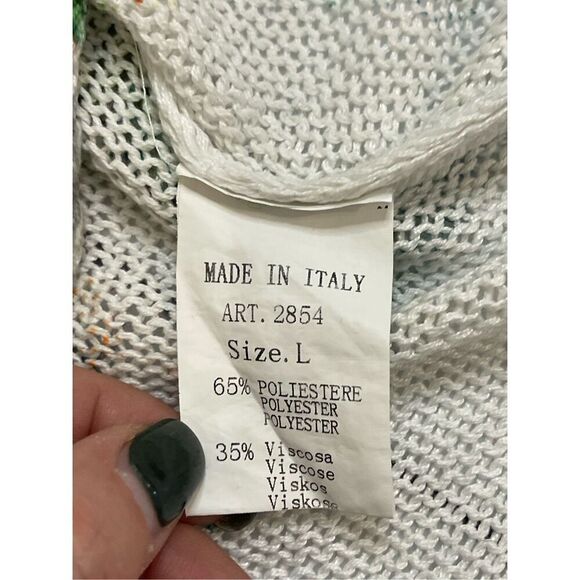 MADE IN ITALY
ART. 2854
Size. L
65% POLIESTERE
POLYESTER
POLYESTER
35% Viscosa
Viscose
Viskos
Viskose